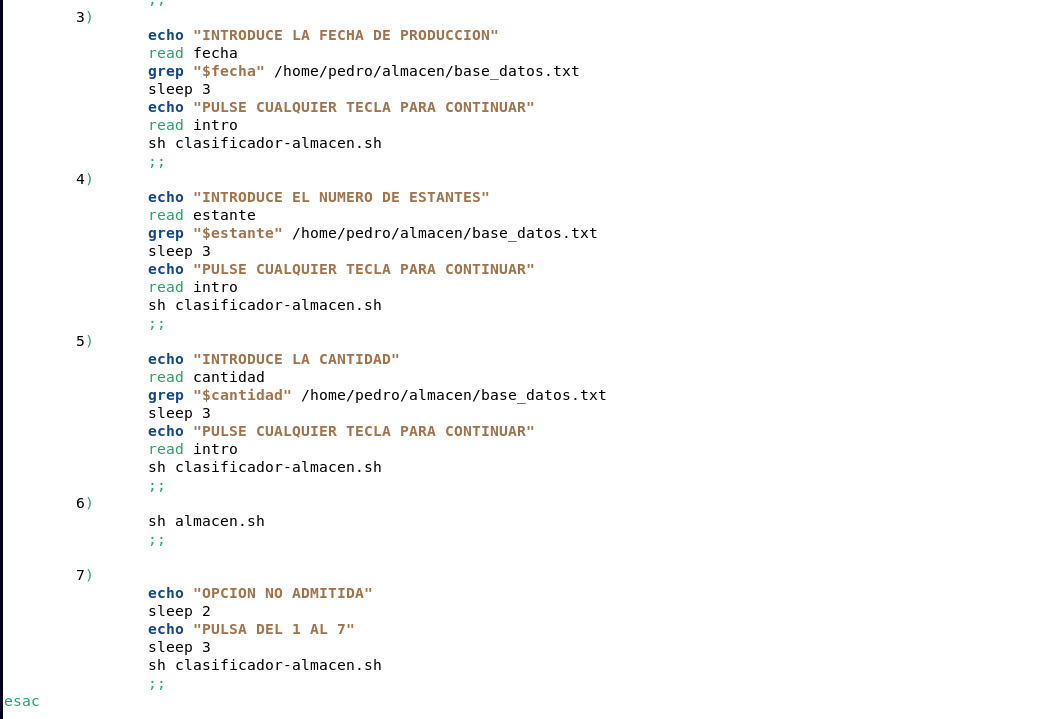 ;;
3)
echo "INTRODUCE LA FECHA DE PRODUCCION"
read fecha
grep "$fecha" /home/pedro/almacen/base_datos.txt
sleep 3
echo "PULSE CUALQUIER TECLA PARA CONTINUAR"
read intro
sh clasificador-almacen.sh
;;
4)
echo "INTRODUCE EL NUMERO DE ESTANTES"
read estante
grep "$estante" /home/pedro/almacen/base_datos.txt
sleep 3
echo "PULSE CUALQUIER TECLA PARA CONTINUAR"
read intro
sh clasificador-almacen.sh
;;
5)
echo "INTRODUCE LA CANTIDAD"
read cantidad
grep "$cantidad" /home/pedro/almacen/base_datos.txt
sleep 3
echo "PULSE CUALQUIER TECLA PARA CONTINUAR"
read intro
sh clasificador-almacen.sh
;;
6)
sh almacen.sh
;;
7)
echo "OPCION NO ADMITIDA"
sleep 2
echo "PULSA DEL 1 AL 7"
sleep 3
sh clasificador-almacen.sh
;;
esac